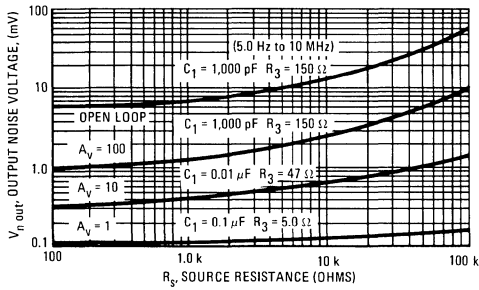 Vn out, OUTPUT NOISE VOLTAGE, (mV)
100
10
1.0
0.1
(5.0 Hz to 10 MHz)
C1 = 1,000 pF R3 = 150 Ω
OPEN LOOP
C1 = 1,000 pF R3 = 150 Ω
Av = 100
C1 = 0.01 μF R3 = 47 Ω
Av = 10
C1 = 0.1 μF R3 = 5.0 Ω
Av = 1
100 1.0 k 10 k 100 k
RS, SOURCE RESISTANCE (OHMS)